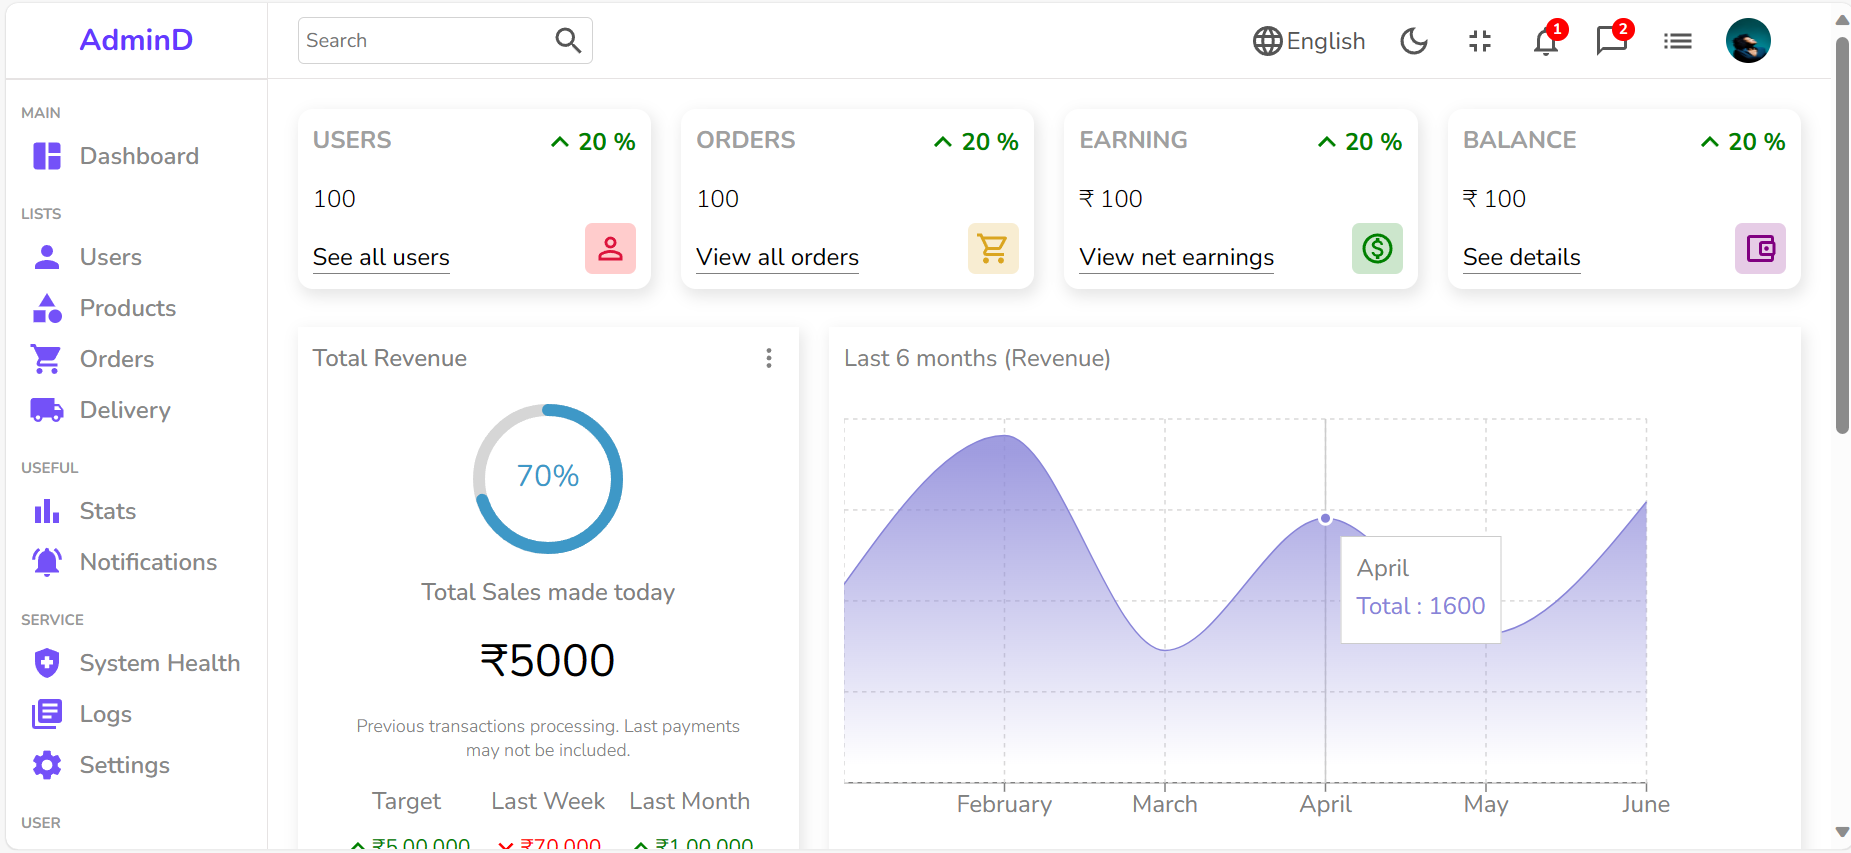 AdminD
Search
English
1
2
MAIN
Dashboard
LISTS
Users
Products
Orders
Delivery
USEFUL
Stats
Notifications
SERVICE
System Health
Logs
Settings
USER
USERS
20 %
100
See all users
ORDERS
20 %
100
View all orders
EARNING
20 %
₹ 100
View net earnings
BALANCE
20 %
₹ 100
See details
Total Revenue
70%
Total Sales made today
₹5000
Previous transactions processing. Last payments
may not be included.
Target Last Week Last Month
₹5,00,000 ₹70,000 ₹1,00,000
Last 6 months (Revenue)
April
Total : 1600
February March April May June